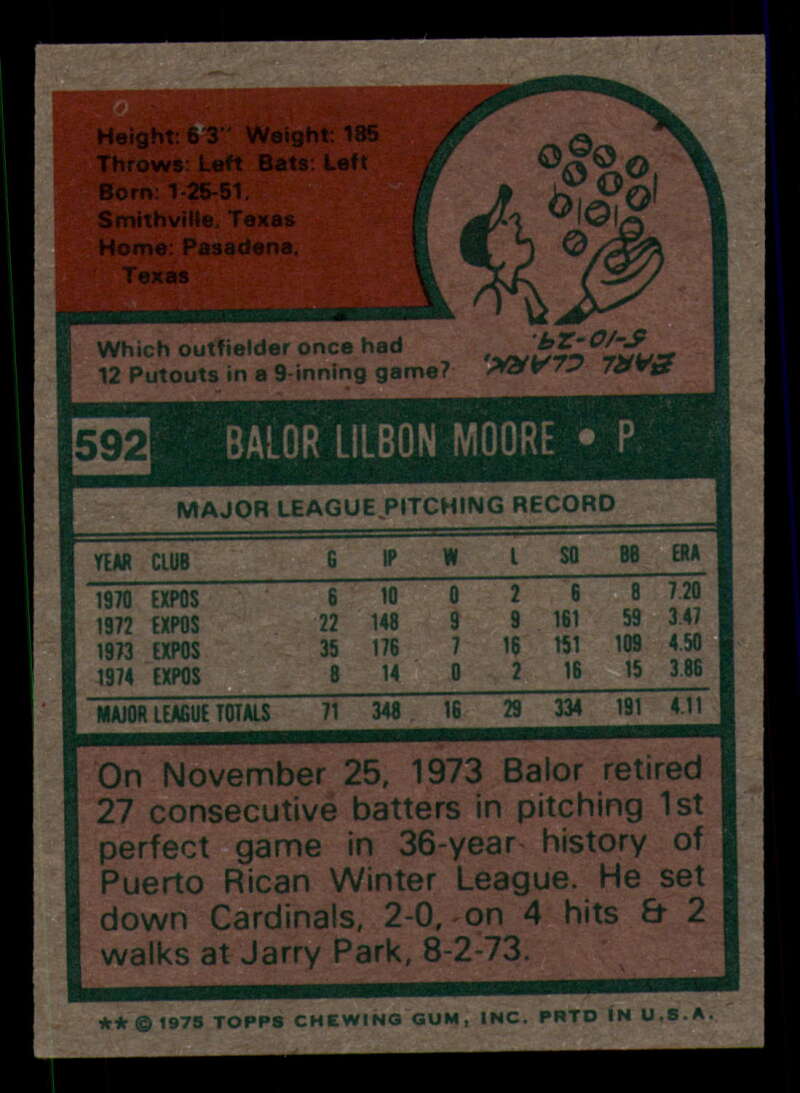 Height: 6'3" Weight: 185
Throws: Left Bats: Left
Born: 1-25-51,
Smithville, Texas
Home: Pasadena,
Texas
Which outfielder once had
12 Putouts in a 9-inning game?
EARL CLARK,
5-10-29.
592 BALOR LILBON MOORE • P
MAJOR LEAGUE PITCHING RECORD
YEAR CLUB G IP W L SO BB ERA
1970 EXPOS 6 10 0 2 6 8 7.20
1972 EXPOS 22 148 9 9 161 59 3.47
1973 EXPOS 35 176 7 16 151 109 4.50
1974 EXPOS 8 14 0 2 16 15 3.86
MAJOR LEAGUE TOTALS 71 348 16 29 334 191 4.11
On November 25, 1973 Balor retired
27 consecutive batters in pitching 1st
perfect game in 36-year history of
Puerto Rican Winter League. He set
down Cardinals, 2-0, on 4 hits & 2
walks at Jarry Park, 8-2-73.
** © 1975 TOPPS CHEWING GUM, INC. PRTD IN U.S.A.